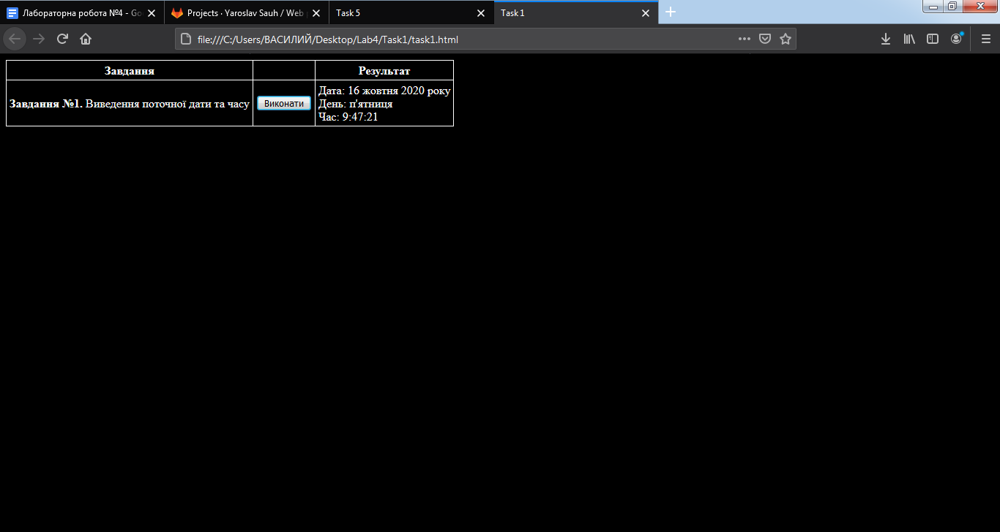 Лабораторна робота №4 - Go
Projects · Yaroslav Sauh / Web
Task 5
Task 1
file:///C:/Users/ВАСИЛИЙ/Desktop/Lab4/Task1/task1.html
Завдання
Результат
Завдання №1. Виведення поточної дати та часу
Виконати
Дата: 16 жовтня 2020 року
День: п'ятниця
Час: 9:47:21